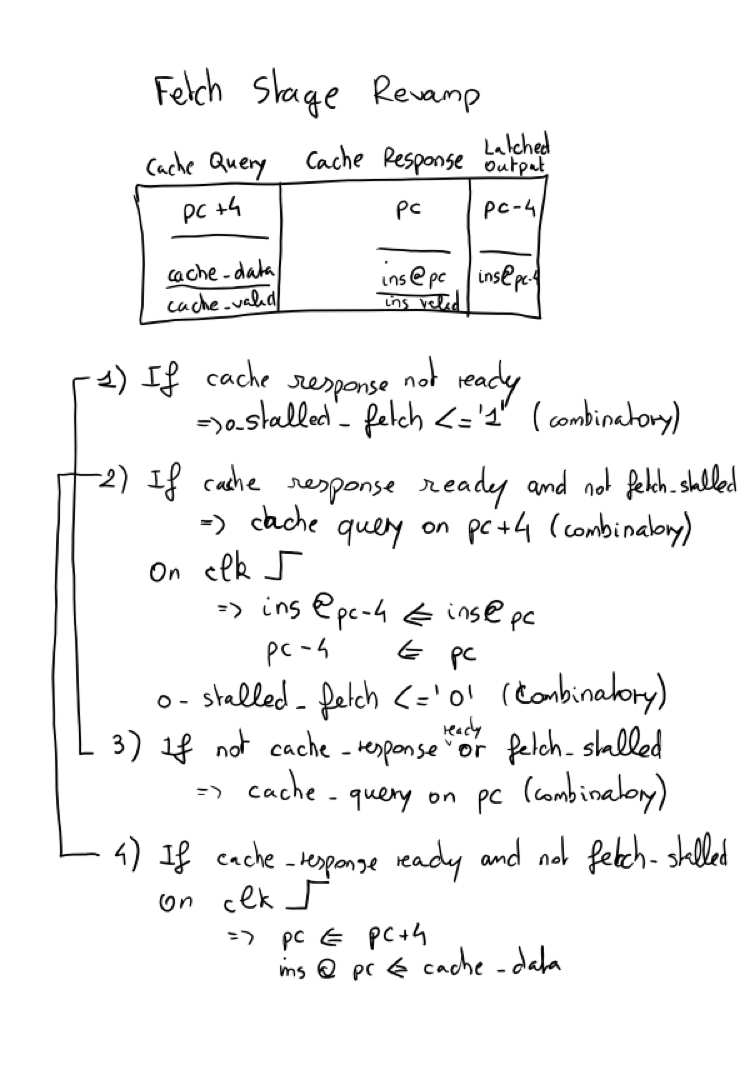 Fetch Stage Revamp
Cache Query Cache Response Latched Output
pc +4 pc pc-4
cache_data ins@pc ins@pc-4
cache_valid ins valid
1) If cache response not ready
=> o_stalled_fetch <= '1' (combinatory)
2) If cache response ready and not fetch_stalled
=> cache query on pc+4 (combinatory)
On clk
=> ins @pc-4 <= ins@pc
pc-4 <= pc
o-stalled_fetch <= '0' (combinatory)
3) If not cache_response ready or fetch_stalled
=> cache_query on pc (combinatory)
4) If cache_response ready and not fetch-stalled
on clk
=> pc <= pc+4
ins @ pc <= cache_data